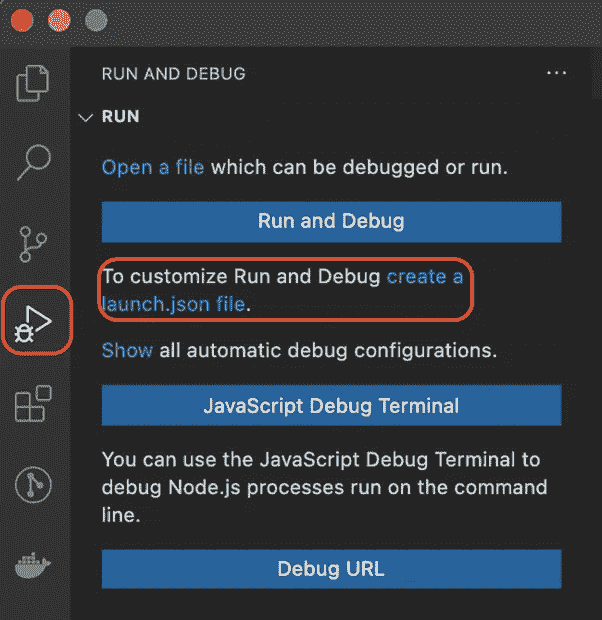 RUN AND DEBUG
RUN
Open a file which can be debugged or run.
Run and Debug
To customize Run and Debug create a
launch.json file.
Show all automatic debug configurations.
JavaScript Debug Terminal
You can use the JavaScript Debug Terminal to
debug Node.js processes run on the command
line.
Debug URL